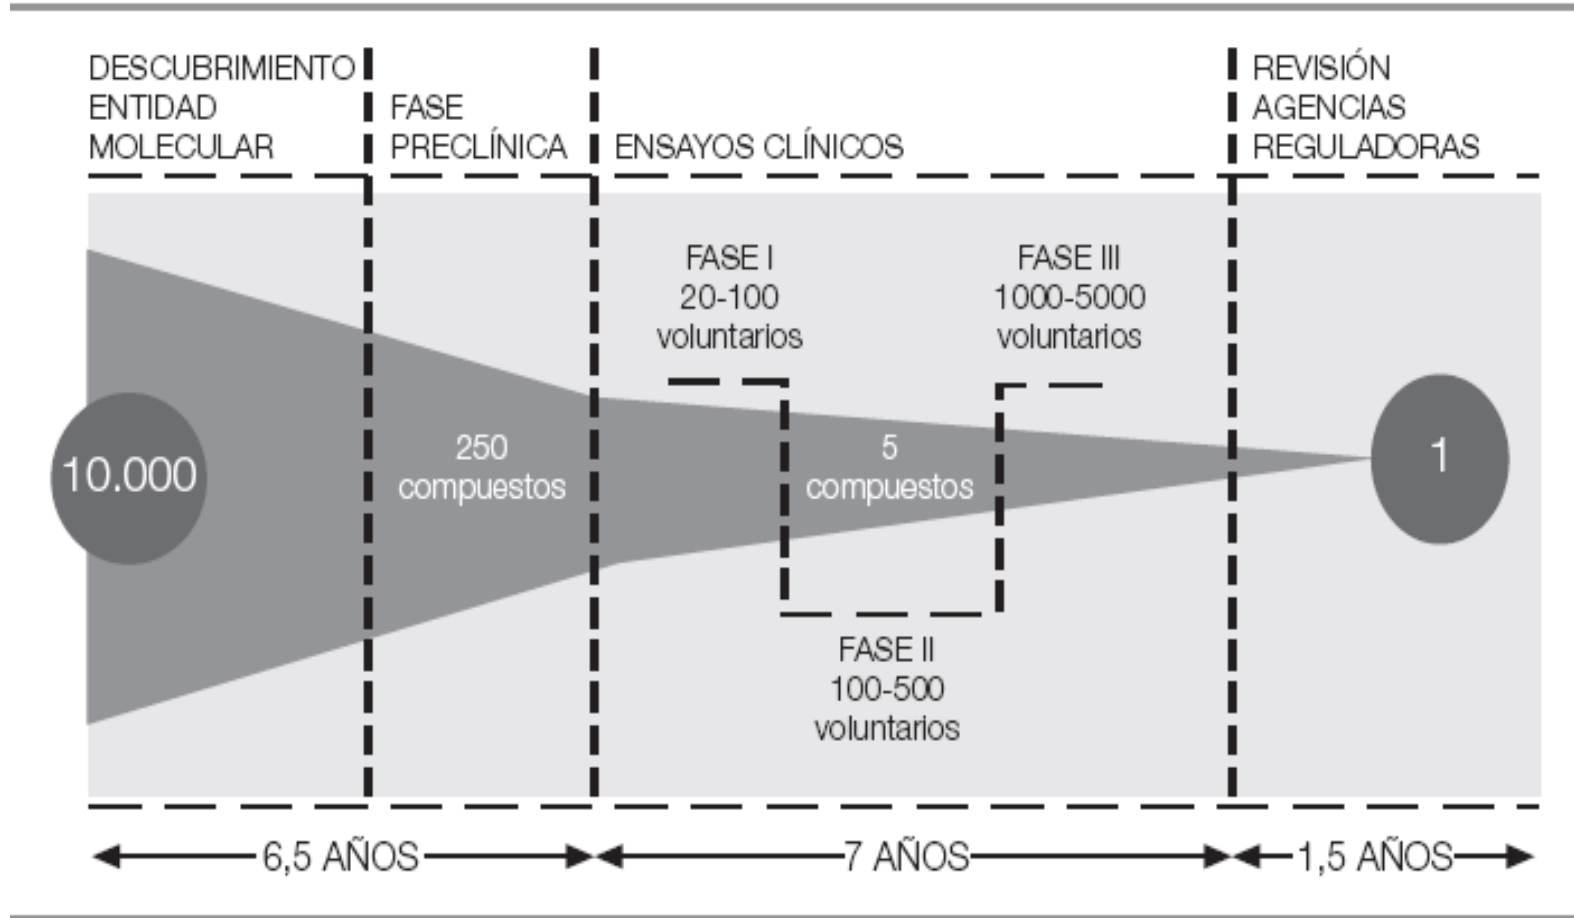 DESCUBRIMIENTO
ENTIDAD
MOLECULAR
FASE
PRECLÍNICA
ENSAYOS CLÍNICOS
REVISIÓN
AGENCIAS
REGULADORAS
FASE I
20-100
voluntarios
FASE III
1000-5000
voluntarios
10.000
250
compuestos
5
compuestos
1
FASE II
100-500
voluntarios
6,5 AÑOS
7 AÑOS
1,5 AÑOS